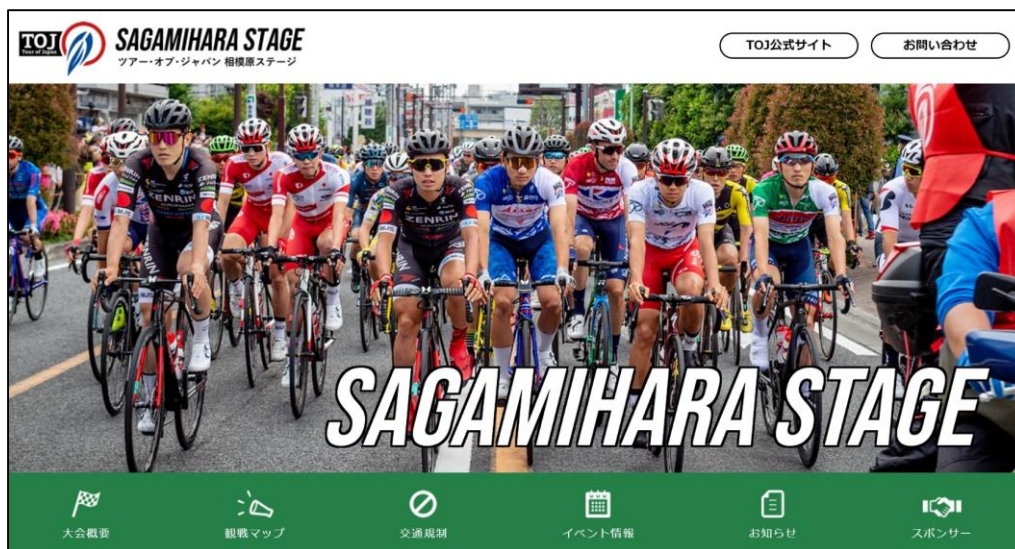 TOJ
Tour of Japan
SAGAMIHARA STAGE
ツアー・オブ・ジャパン 相模原ステージ
TOJ公式サイト
お問い合わせ
ZENRIN
ZENRIN
SAGAMIHARA STAGE
大会概要
観戦マップ
交通規制
イベント情報
お知らせ
スポンサー